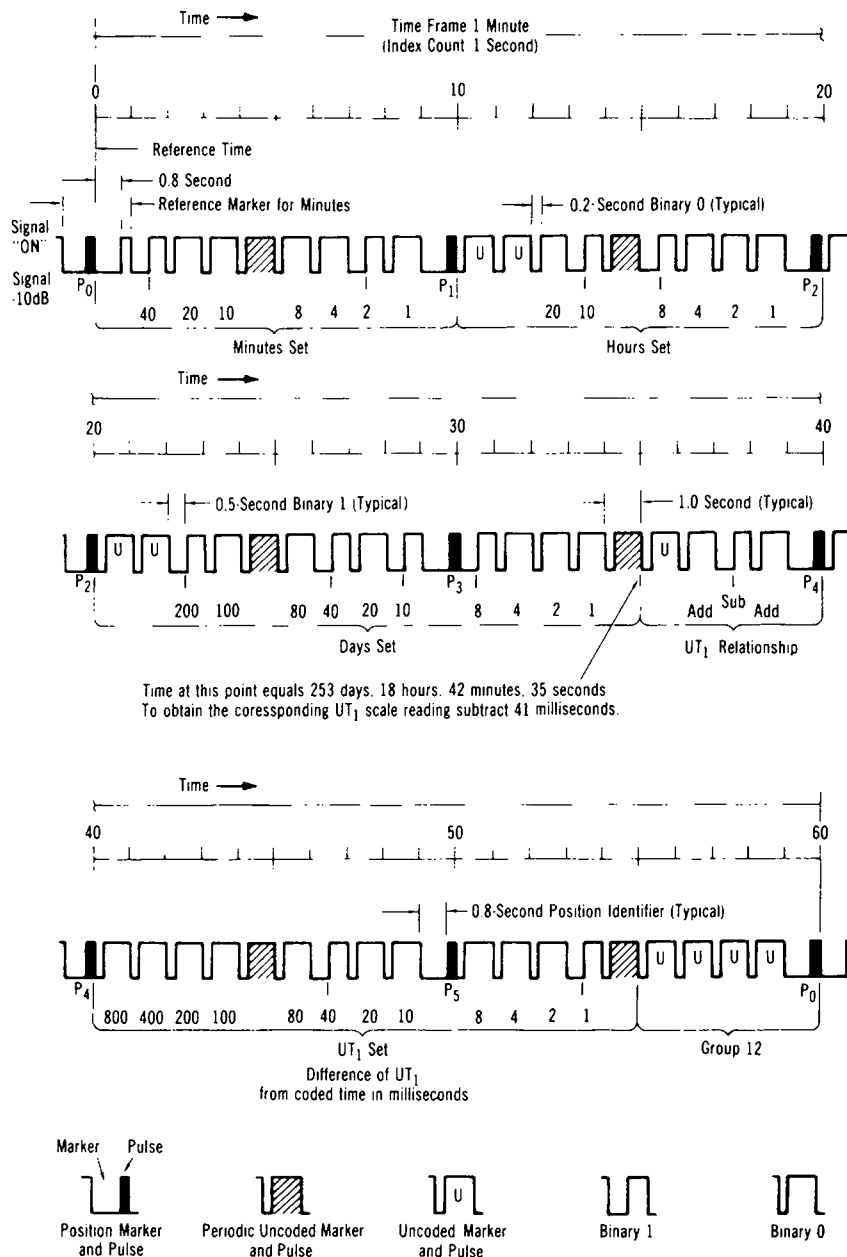 Time
Time Frame 1 Minute
(Index Count 1 Second)
0 10 20
Reference Time
0.8 Second
Reference Marker for Minutes
0.2-Second Binary 0 (Typical)
Signal
"ON"
U U
Signal
-10dB
P0 P1 P2
40 20 10 8 4 2 1 20 10 8 4 2 1
Minutes Set Hours Set
Time
20 30 40
0.5-Second Binary 1 (Typical)
1.0 Second (Typical)
U U U
P2 P3 P4
200 100 80 40 20 10 8 4 2 1 Add Sub Add
Days Set UT1 Relationship
Time at this point equals 253 days, 18 hours. 42 minutes, 35 seconds
To obtain the coressponding UT1 scale reading subtract 41 milliseconds.
Time
40 50 60
0.8-Second Position Identifier (Typical)
U U U U
P4 P5 P0
800 400 200 100 80 40 20 10 8 4 2 1
UT1 Set Group 12
Difference of UT1
from coded time in milliseconds
Marker Pulse
U
Position Marker
and Pulse
Periodic Uncoded Marker
and Pulse
Uncoded Marker
and Pulse
Binary 1
Binary 0